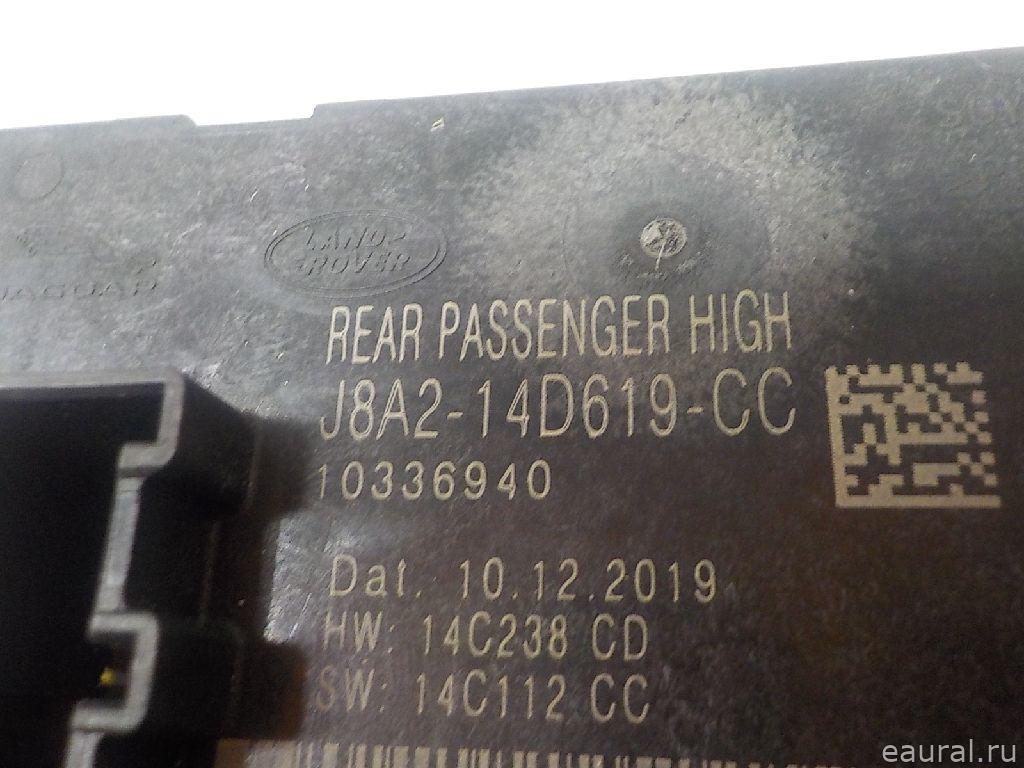 LAND-
ROVER
JAGUAR
REAR PASSENGER HIGH
J8A2-14D619-CC
10336940
Dat. 10.12.2019
HW: 14C238 CD
SW: 14C112 CC
eaural.ru